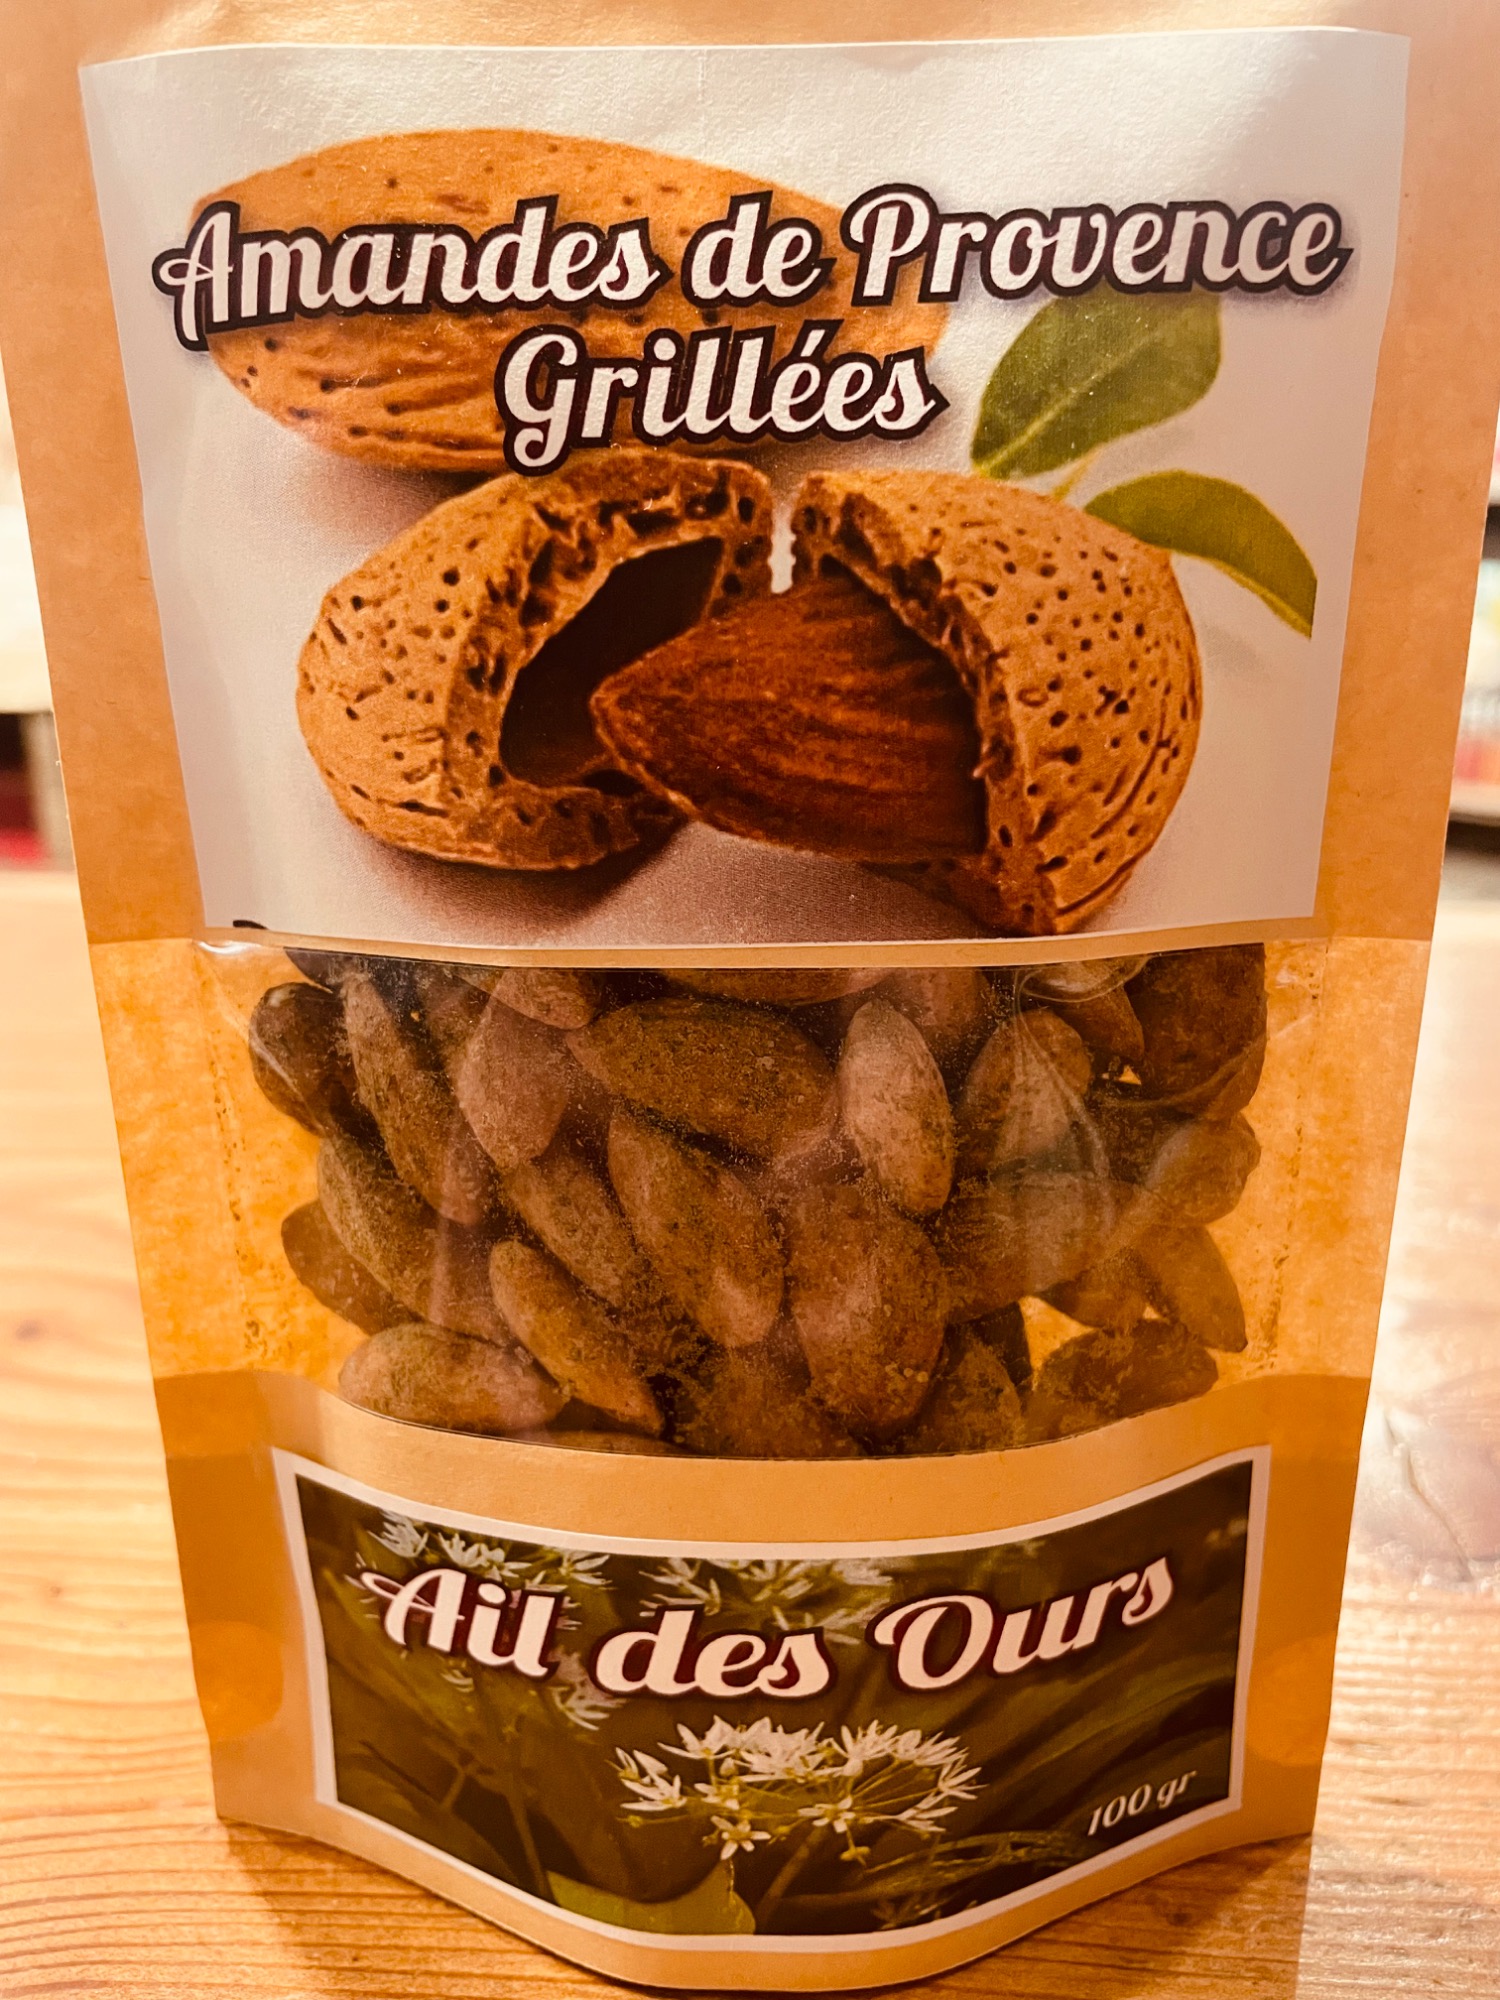 Amandes de Provence
Grillées
Ail des Ours
100 gr